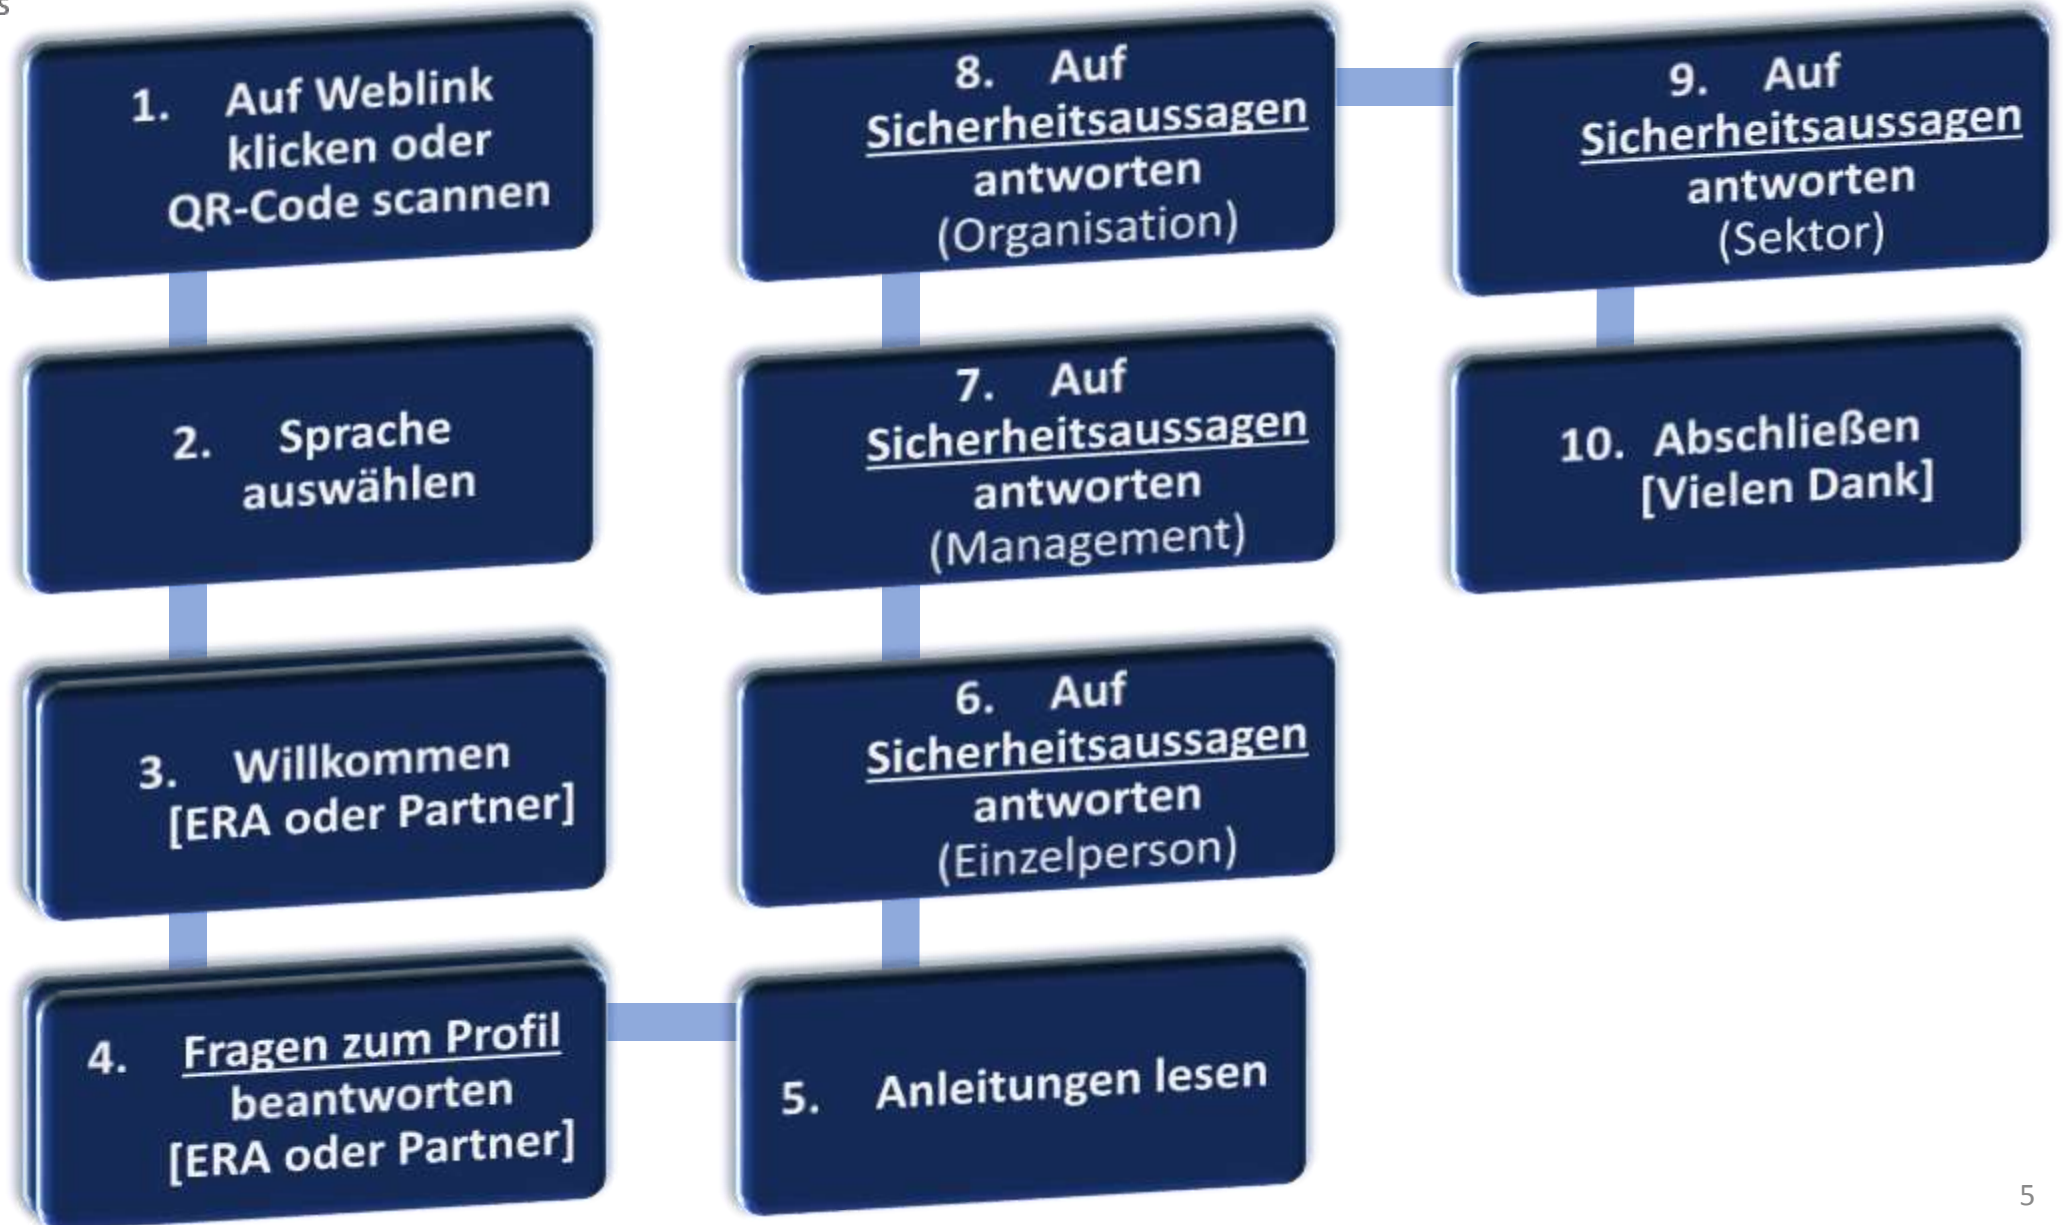 s
1. Auf Weblink
klicken oder
QR-Code scannen
2. Sprache
auswählen
3. Willkommen
[ERA oder Partner]
4. Fragen zum Profil
beantworten
[ERA oder Partner]
5. Anleitungen lesen
6. Auf
Sicherheitsaussagen
antworten
(Einzelperson)
7. Auf
Sicherheitsaussagen
antworten
(Management)
8. Auf
Sicherheitsaussagen
antworten
(Organisation)
9. Auf
Sicherheitsaussagen
antworten
(Sektor)
10. Abschließen
[Vielen Dank]
5